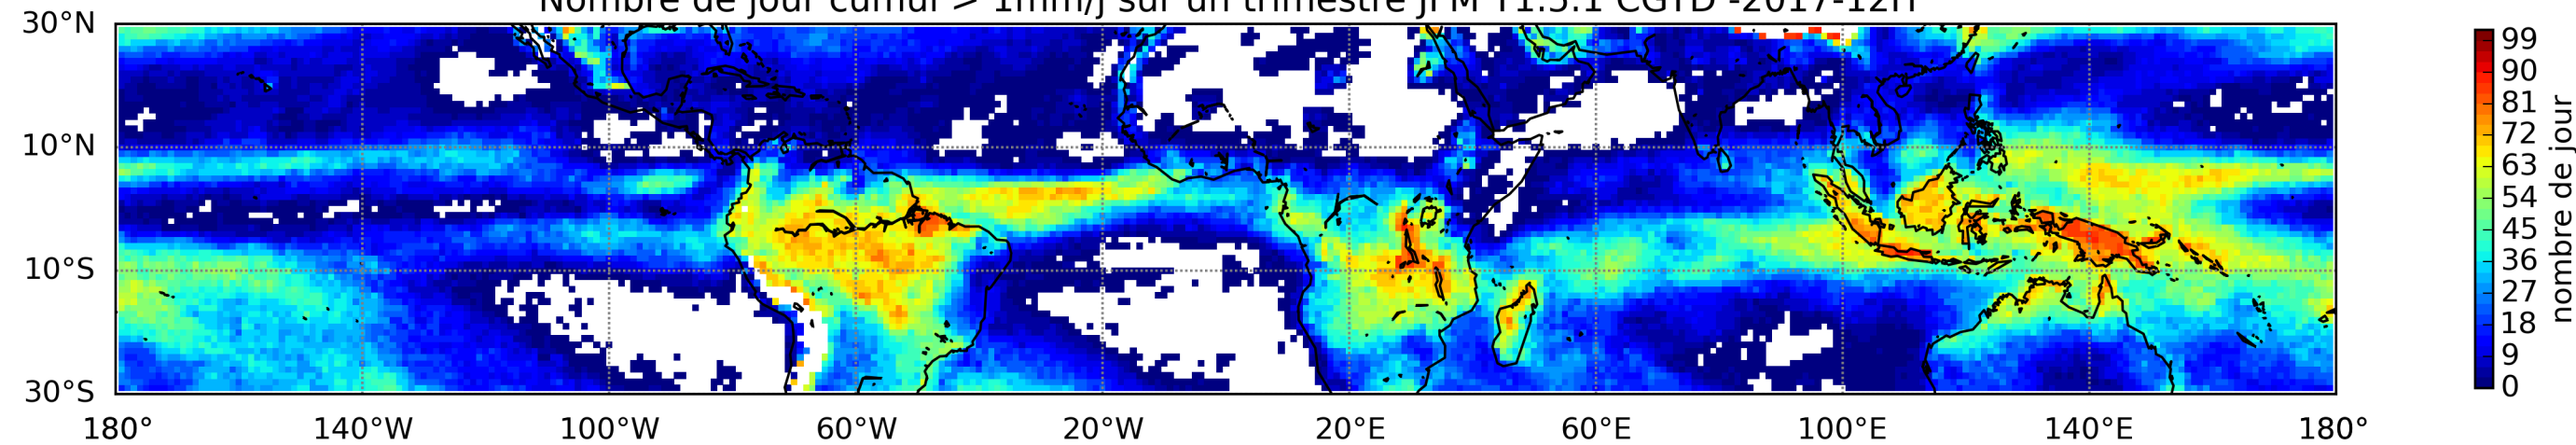 Nombre de jour cumul > 1mm/j sur un trimestre JFM T1.5.1 CGTD -2017-12H
30°N
10°N
10°S
30°S
180° 140°W 100°W 60°W 20°W 20°E 60°E 100°E 140°E 180°
99
90
81
72
63
54
45
36
27
18
9
0
nombre de jour